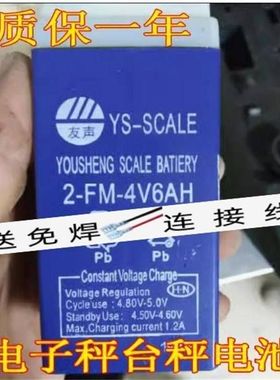 质保一年
友声
YS-SCALE
YOUSHENG SCALE BATIERY
2-FM-4V6AH
送免焊
连接线
Pb
Pb
Constant Voltage Charge
Voltage Regulation
Cycle use : 4.80V-5.0V
Standby Use : 4.50V-4.60V
Max, Charging current 1.2A
H-N
电子秤台秤电池